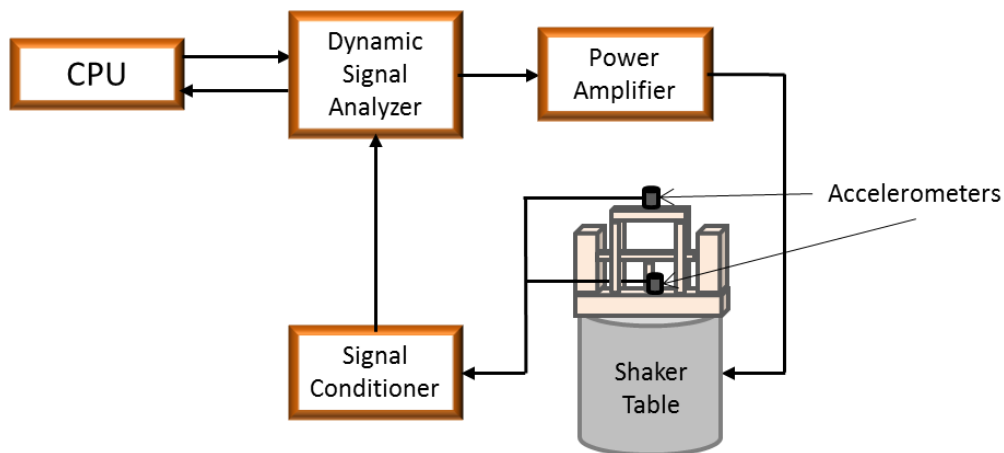 CPU
Dynamic
Signal
Analyzer
Power
Amplifier
Accelerometers
Signal
Conditioner
Shaker
Table